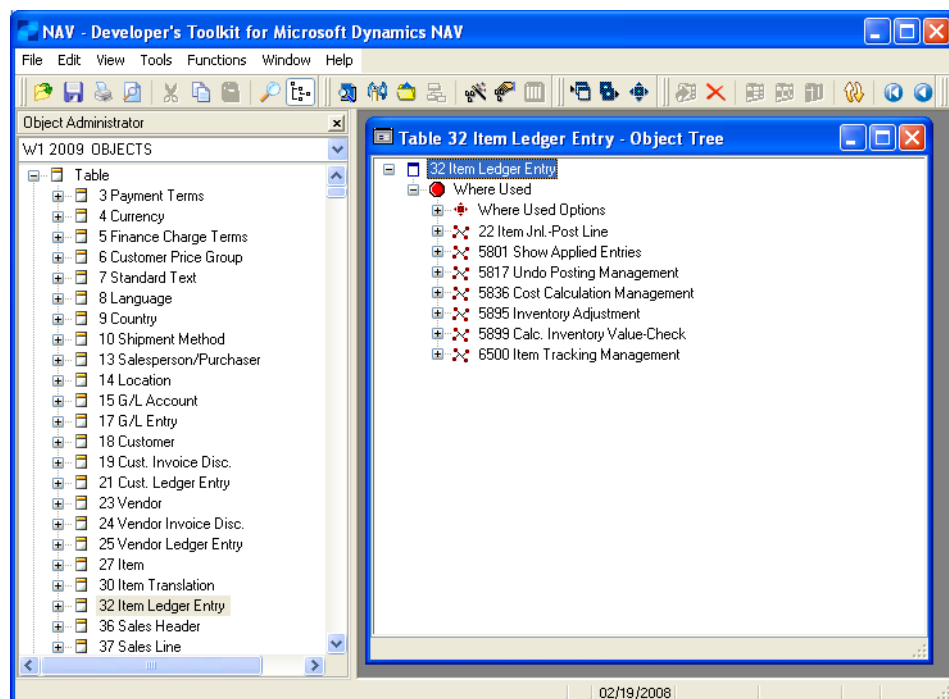 NAV - Developer's Toolkit for Microsoft Dynamics NAV
File Edit View Tools Functions Window Help
Object Administrator
W1 2009 OBJECTS
Table
3 Payment Terms
4 Currency
5 Finance Charge Terms
6 Customer Price Group
7 Standard Text
8 Language
9 Country
10 Shipment Method
13 Salesperson/Purchaser
14 Location
15 G/L Account
17 G/L Entry
18 Customer
19 Cust. Invoice Disc.
21 Cust. Ledger Entry
23 Vendor
24 Vendor Invoice Disc.
25 Vendor Ledger Entry
27 Item
30 Item Translation
32 Item Ledger Entry
36 Sales Header
37 Sales Line
Table 32 Item Ledger Entry - Object Tree
32 Item Ledger Entry
Where Used
Where Used Options
22 Item Jnl.-Post Line
5801 Show Applied Entries
5817 Undo Posting Management
5836 Cost Calculation Management
5895 Inventory Adjustment
5899 Calc. Inventory Value-Check
6500 Item Tracking Management
02/19/2008